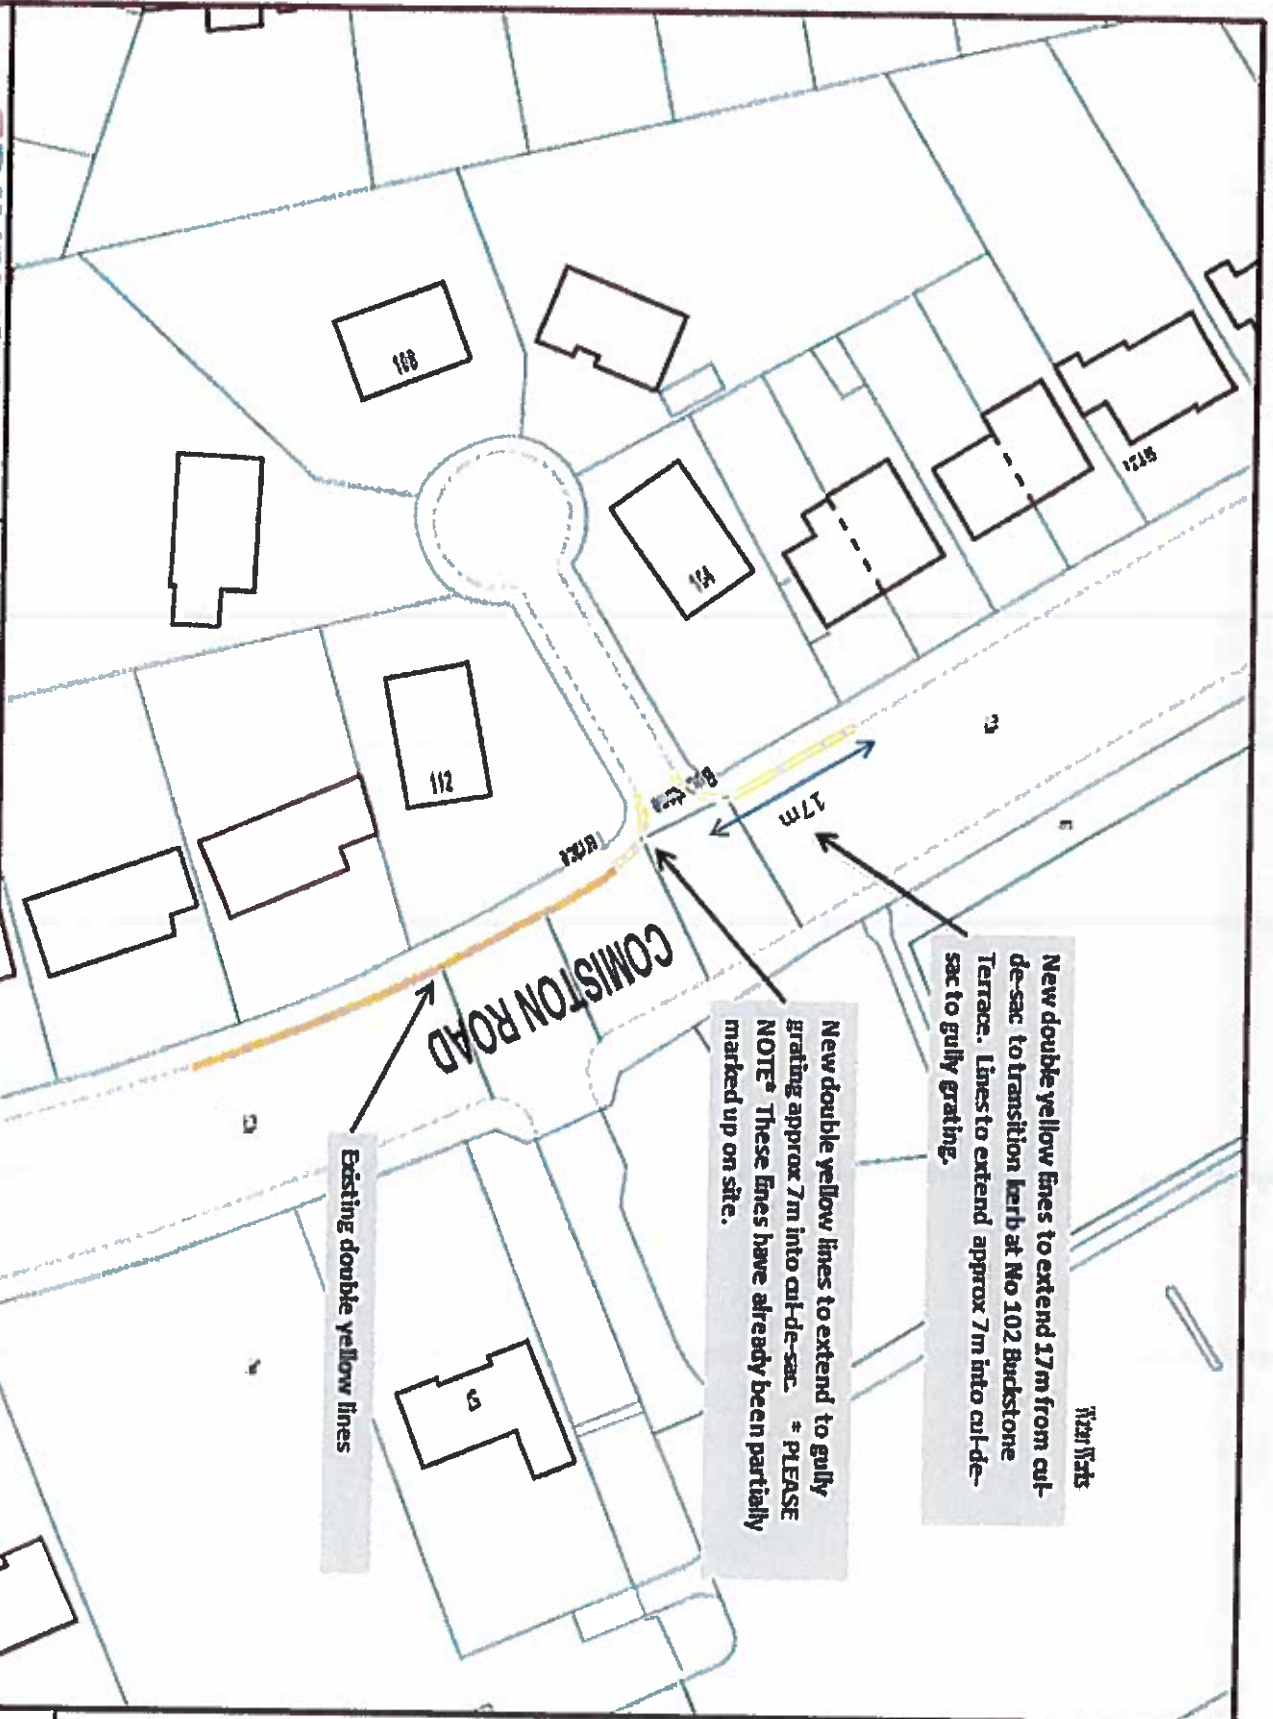 Water Works
New double yellow lines to extend 17m from cul-
de-sac to transition kerb at No 102 Buckstone
Terrace. Lines to extend approx 7m into cul-de-
sac to gully grating.
New double yellow lines to extend to gully
grating approx 7m into cul-de-sac. * PLEASE
NOTE* These lines have already been partially
marked up on site.
Existing double yellow lines
17m
COMISTON ROAD
104
108
112